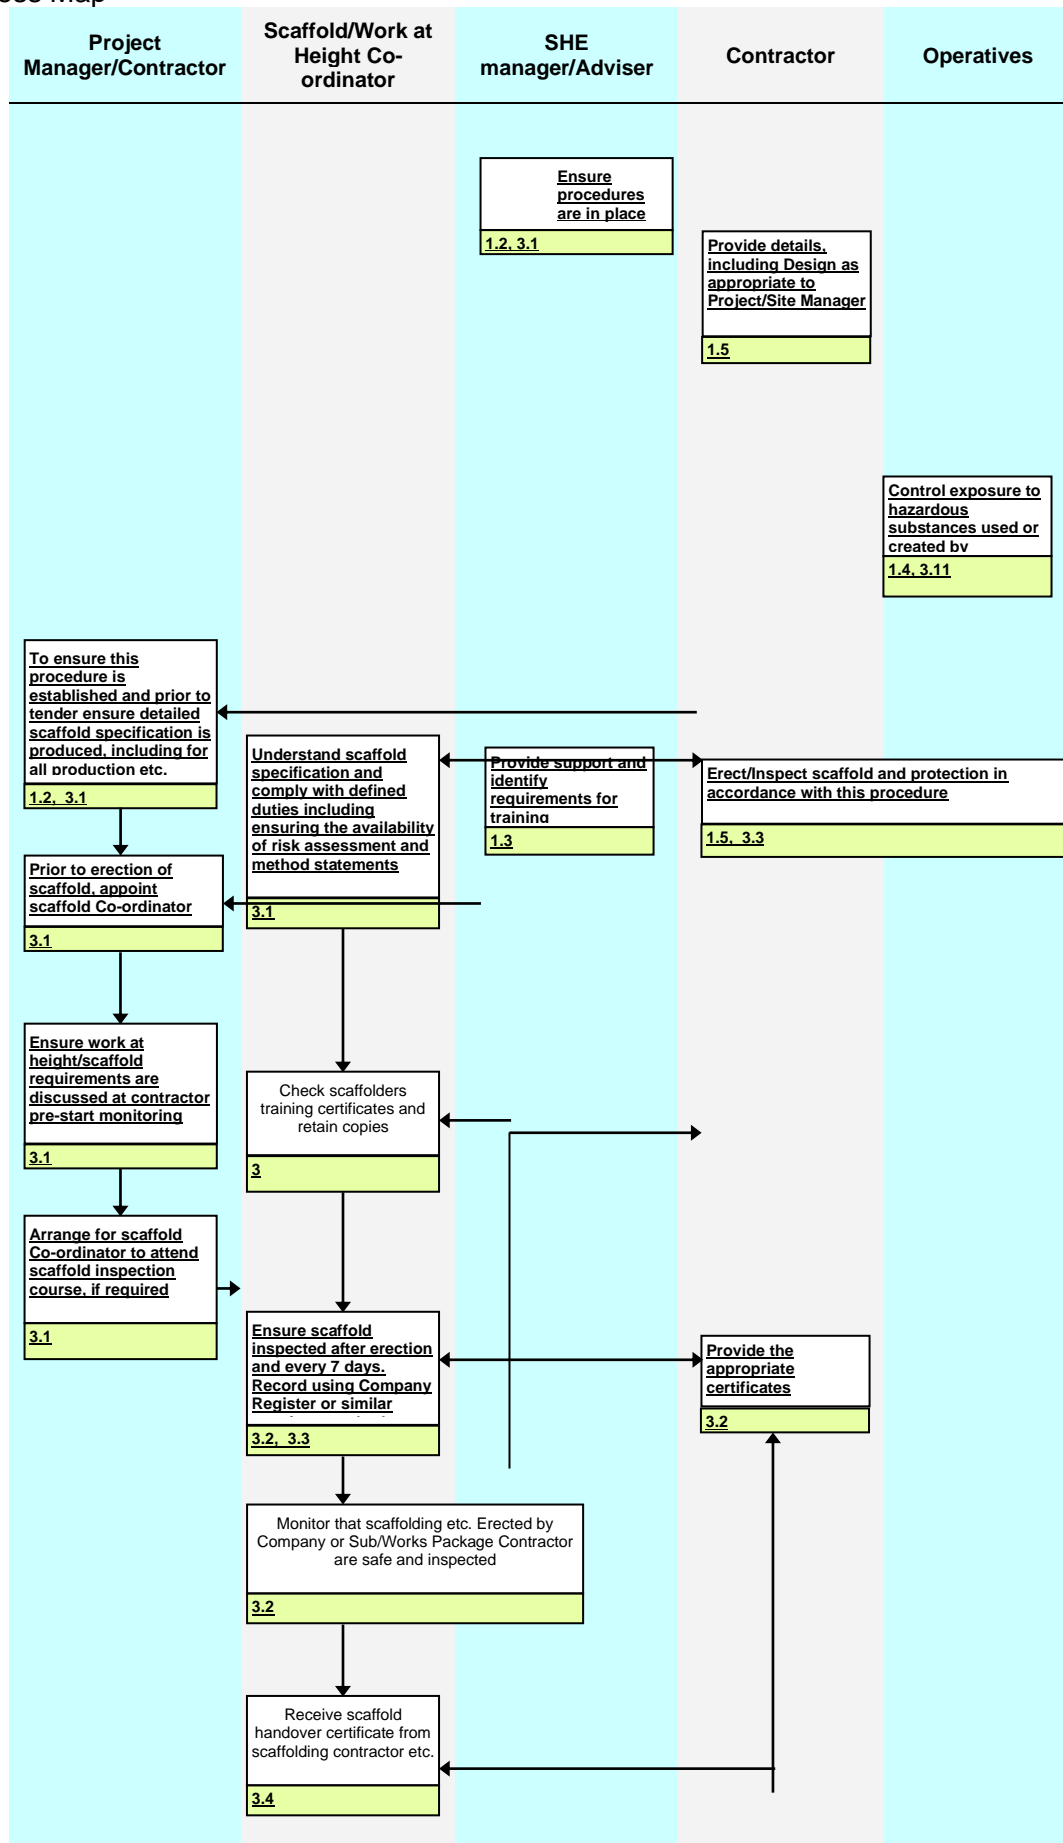 Map
Project
Manager/Contractor
Scaffold/Work at
Height Co-
ordinator
SHE
manager/Adviser
Contractor
Operatives
Ensure
procedures
are in place
1.2, 3.1
Provide details,
including Design as
appropriate to
Project/Site Manager
1.5
Control exposure to
hazardous
substances used or
created by
1.4, 3.11
To ensure this
procedure is
established and prior to
tender ensure detailed
scaffold specification is
produced, including for
all production etc.
1.2, 3.1
Understand scaffold
specification and
comply with defined
duties including
ensuring the availability
of risk assessment and
method statements
3.1
Provide support and
identify
requirements for
training
1.3
Erect/Inspect scaffold and protection in
accordance with this procedure
1.5, 3.3
Prior to erection of
scaffold, appoint
scaffold Co-ordinator
3.1
Ensure work at
height/scaffold
requirements are
discussed at contractor
pre-start monitoring
3.1
Check scaffolders
training certificates and
retain copies
3
Arrange for scaffold
Co-ordinator to attend
scaffold inspection
course, if required
3.1
Ensure scaffold
inspected after erection
and every 7 days.
Record using Company
Register or similar
3.2, 3.3
Provide the
appropriate
certificates
3.2
Monitor that scaffolding etc. Erected by
Company or Sub/Works Package Contractor
are safe and inspected
3.2
Receive scaffold
handover certificate from
scaffolding contractor etc.
3.4